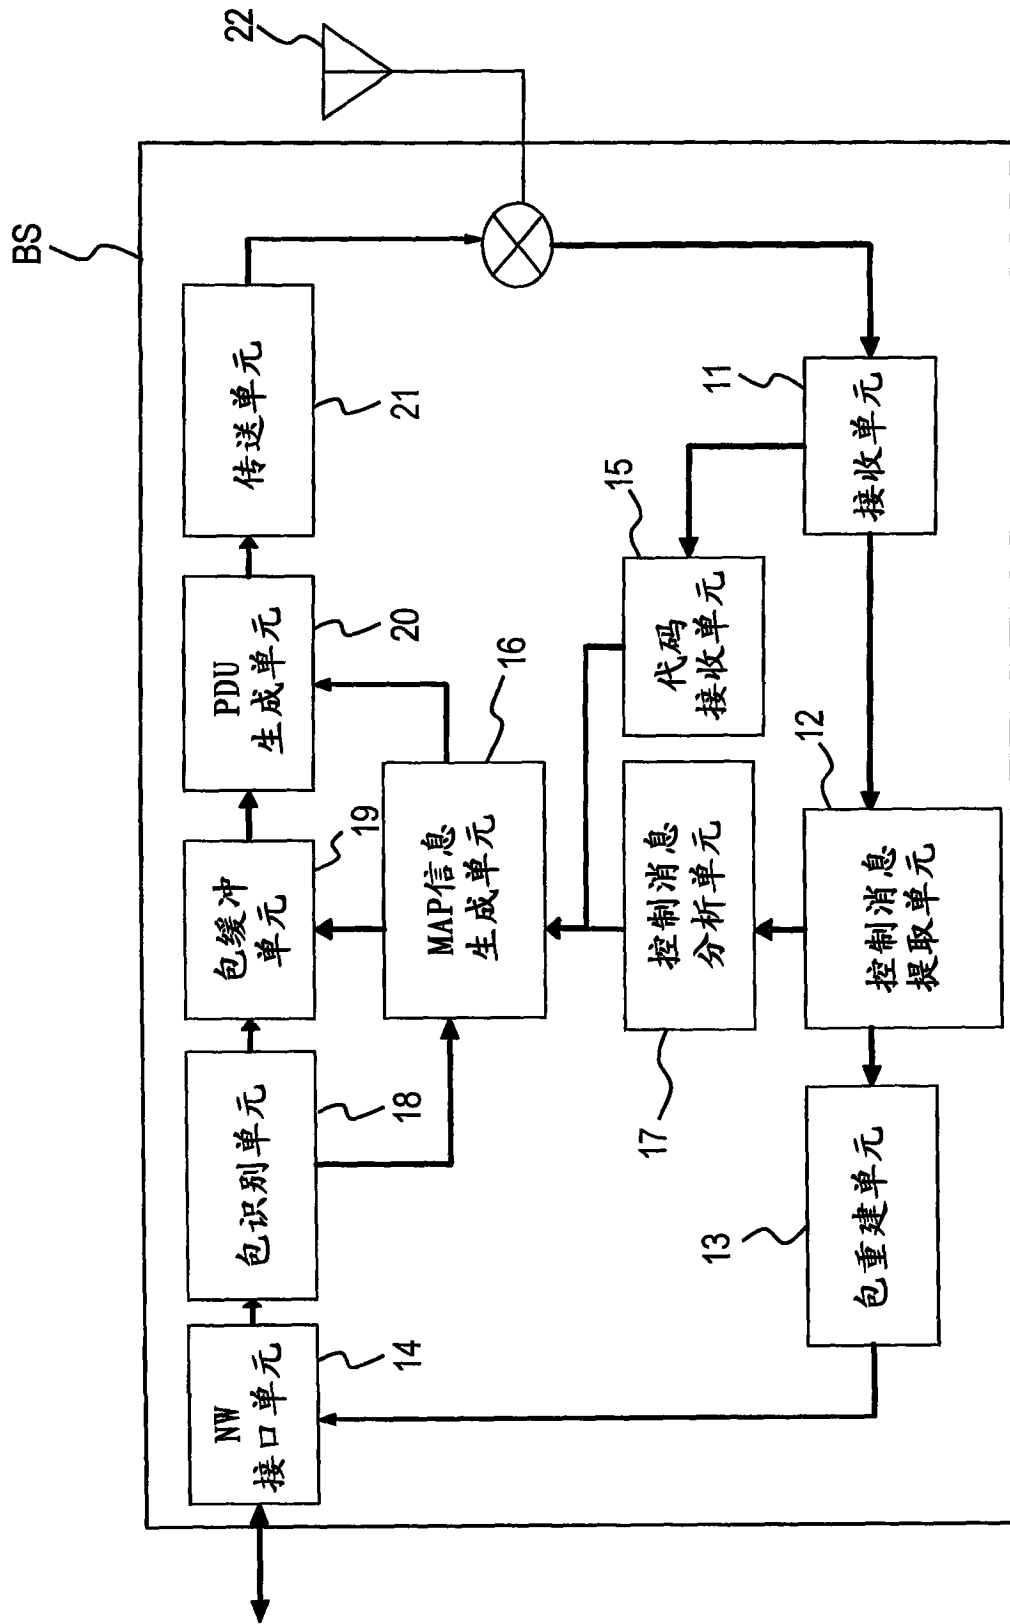 BS
22
NW
接口单元
14
包识别单元
18
包缓冲
单元
19
PDU
生成单元
20
传送单元
21
MAP信息
生成单元
16
代码
接收单元
15
控制消息
分析单元
17
接收单元
11
控制消息
提取单元
12
包重建单元
13